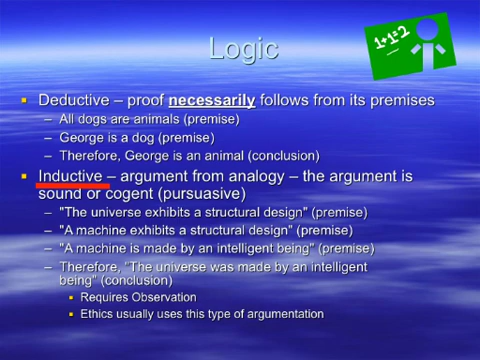 Logic
1+1=2
Deductive – proof necessarily follows from its premises
– All dogs are animals (premise)
– George is a dog (premise)
– Therefore, George is an animal (conclusion)
Inductive – argument from analogy – the argument is
sound or cogent (pursuasive)
– "The universe exhibits a structural design" (premise)
– "A machine exhibits a structural design" (premise)
– "A machine is made by an intelligent being" (premise)
– Therefore, "The universe was made by an intelligent
being" (conclusion)
Requires Observation
Ethics usually uses this type of argumentation